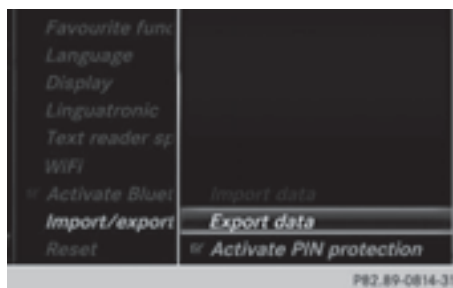 Favourite func
Language
Display
Linguatronic
Text reader sp
WiFi
Activate Bluet
Import/export
Reset
Import data
Export data
Activate PIN protection
P82.89-0814-31